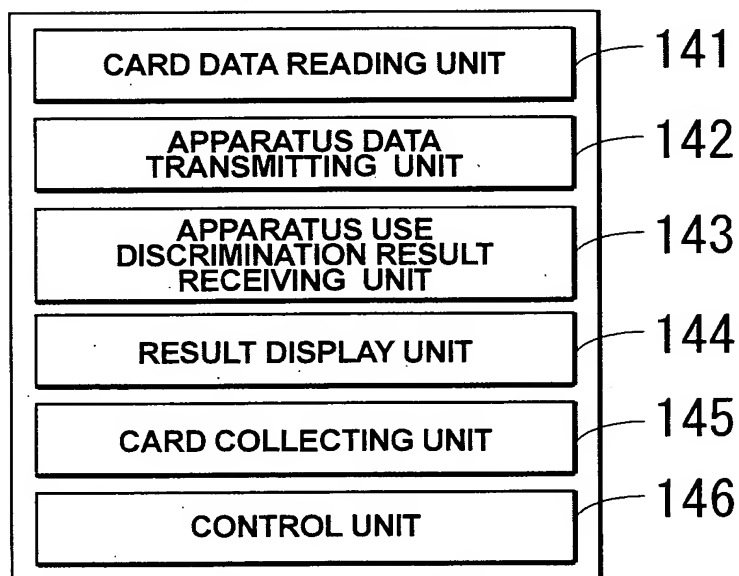 CARD DATA READING UNIT 141
APPARATUS DATA
TRANSMITTING UNIT 142
APPARATUS USE
DISCRIMINATION RESULT
RECEIVING UNIT 143
RESULT DISPLAY UNIT 144
CARD COLLECTING UNIT 145
CONTROL UNIT 146